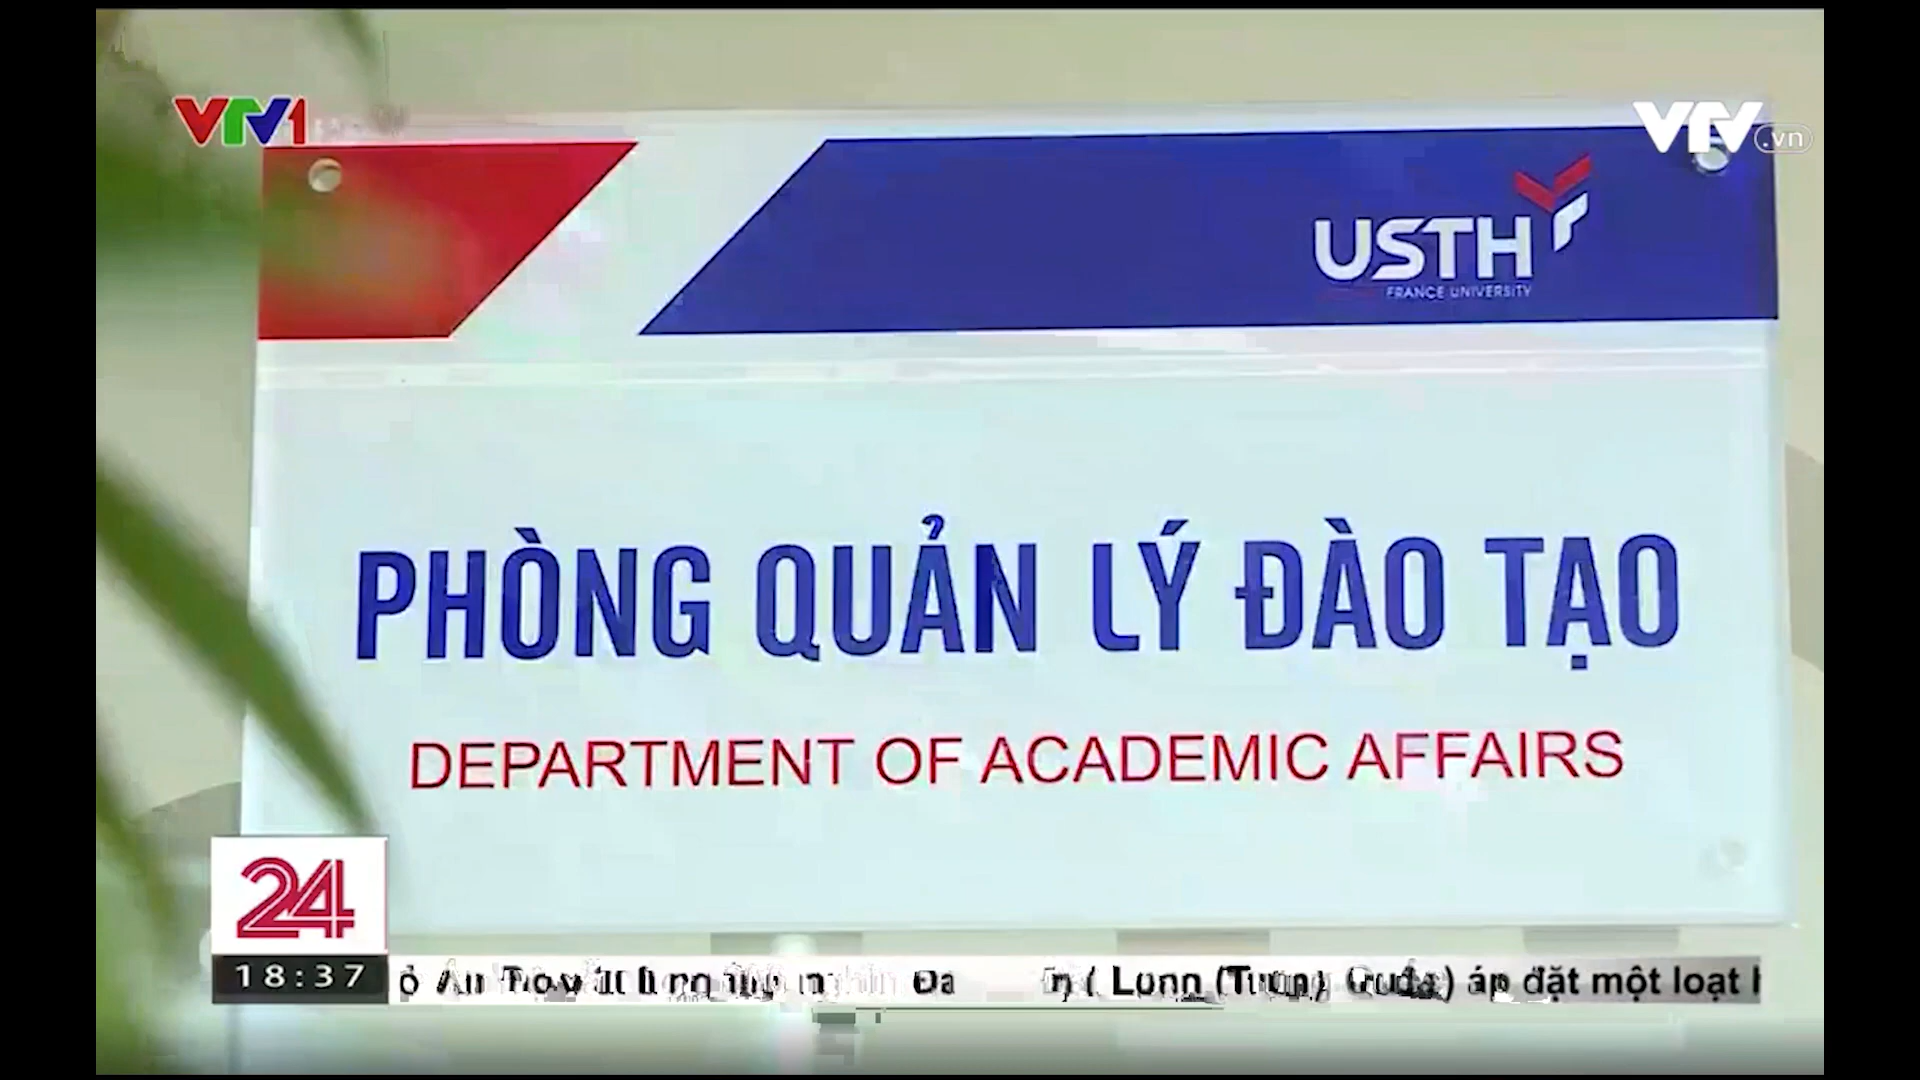 VTV1
VTV.vn
USTH
FRANCE UNIVERSITY
PHÒNG QUẢN LÝ ĐÀO TẠO
DEPARTMENT OF ACADEMIC AFFAIRS
24
18:37
áp đặt một loạt